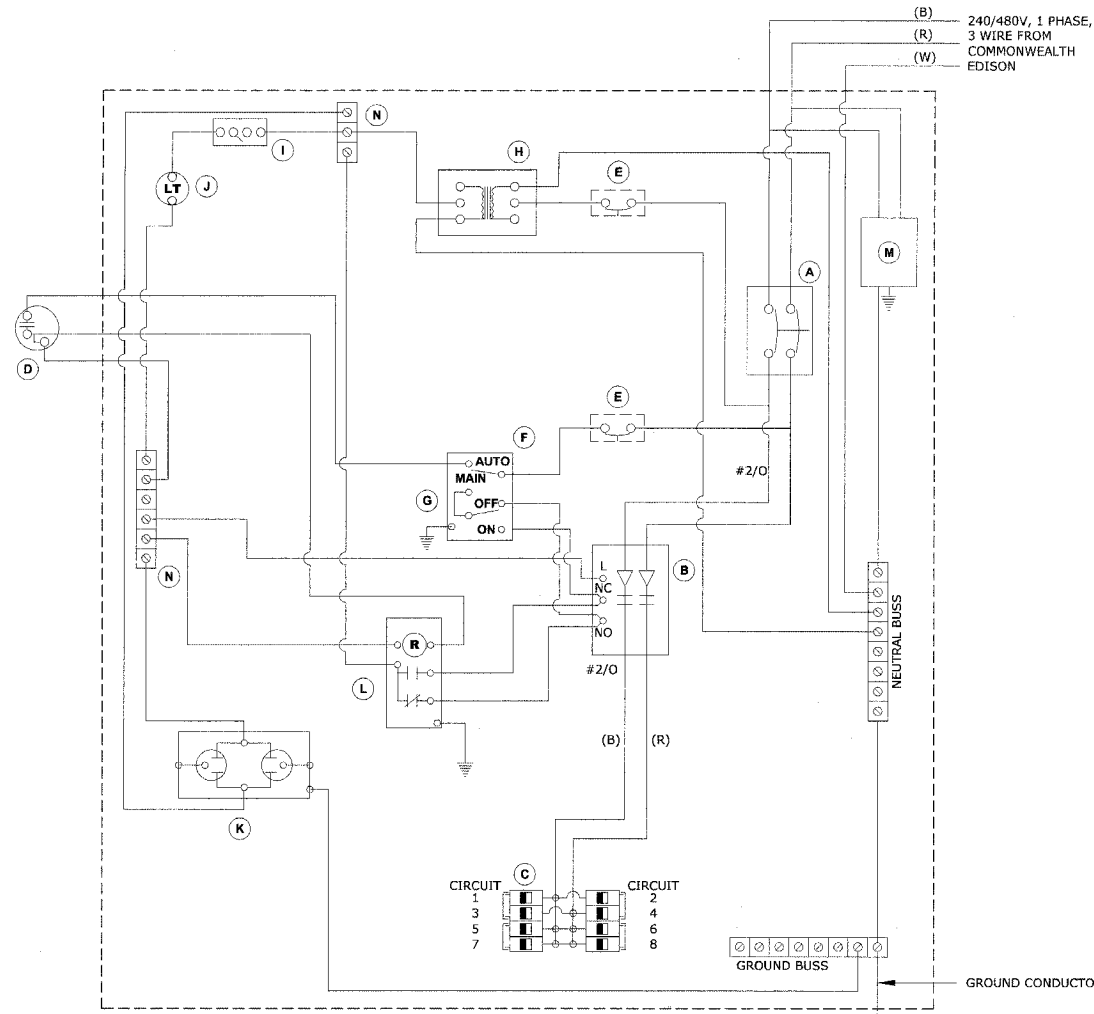 (B)
240/480V, 1 PHASE,
(R)
3 WIRE FROM
COMMONWEALTH
(W)
EDISON
N
I
H
E
LT
J
M
A
D
E
F
AUTO
MAIN
#2/O
G
OFF
ON
B
L
NC
N
NO
R
#2/O
NEUTRAL BUSS
L
(B)
(R)
K
C
CIRCUIT
CIRCUIT
1
2
3
4
5
6
7
8
GROUND BUSS
GROUND CONDUCTO